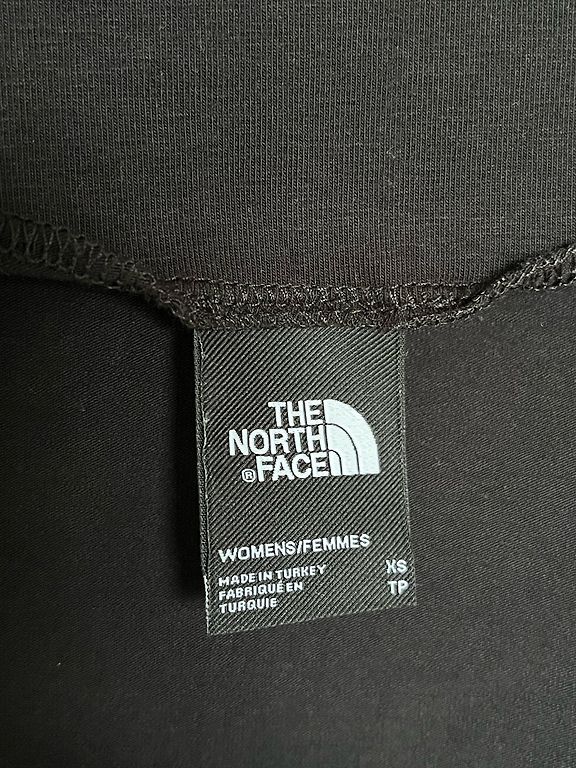 THE
NORTH
® FACE
WOMENS/FEMMES
MADE IN TURKEY XS
FABRIQUÉ EN TP
TURQUIE